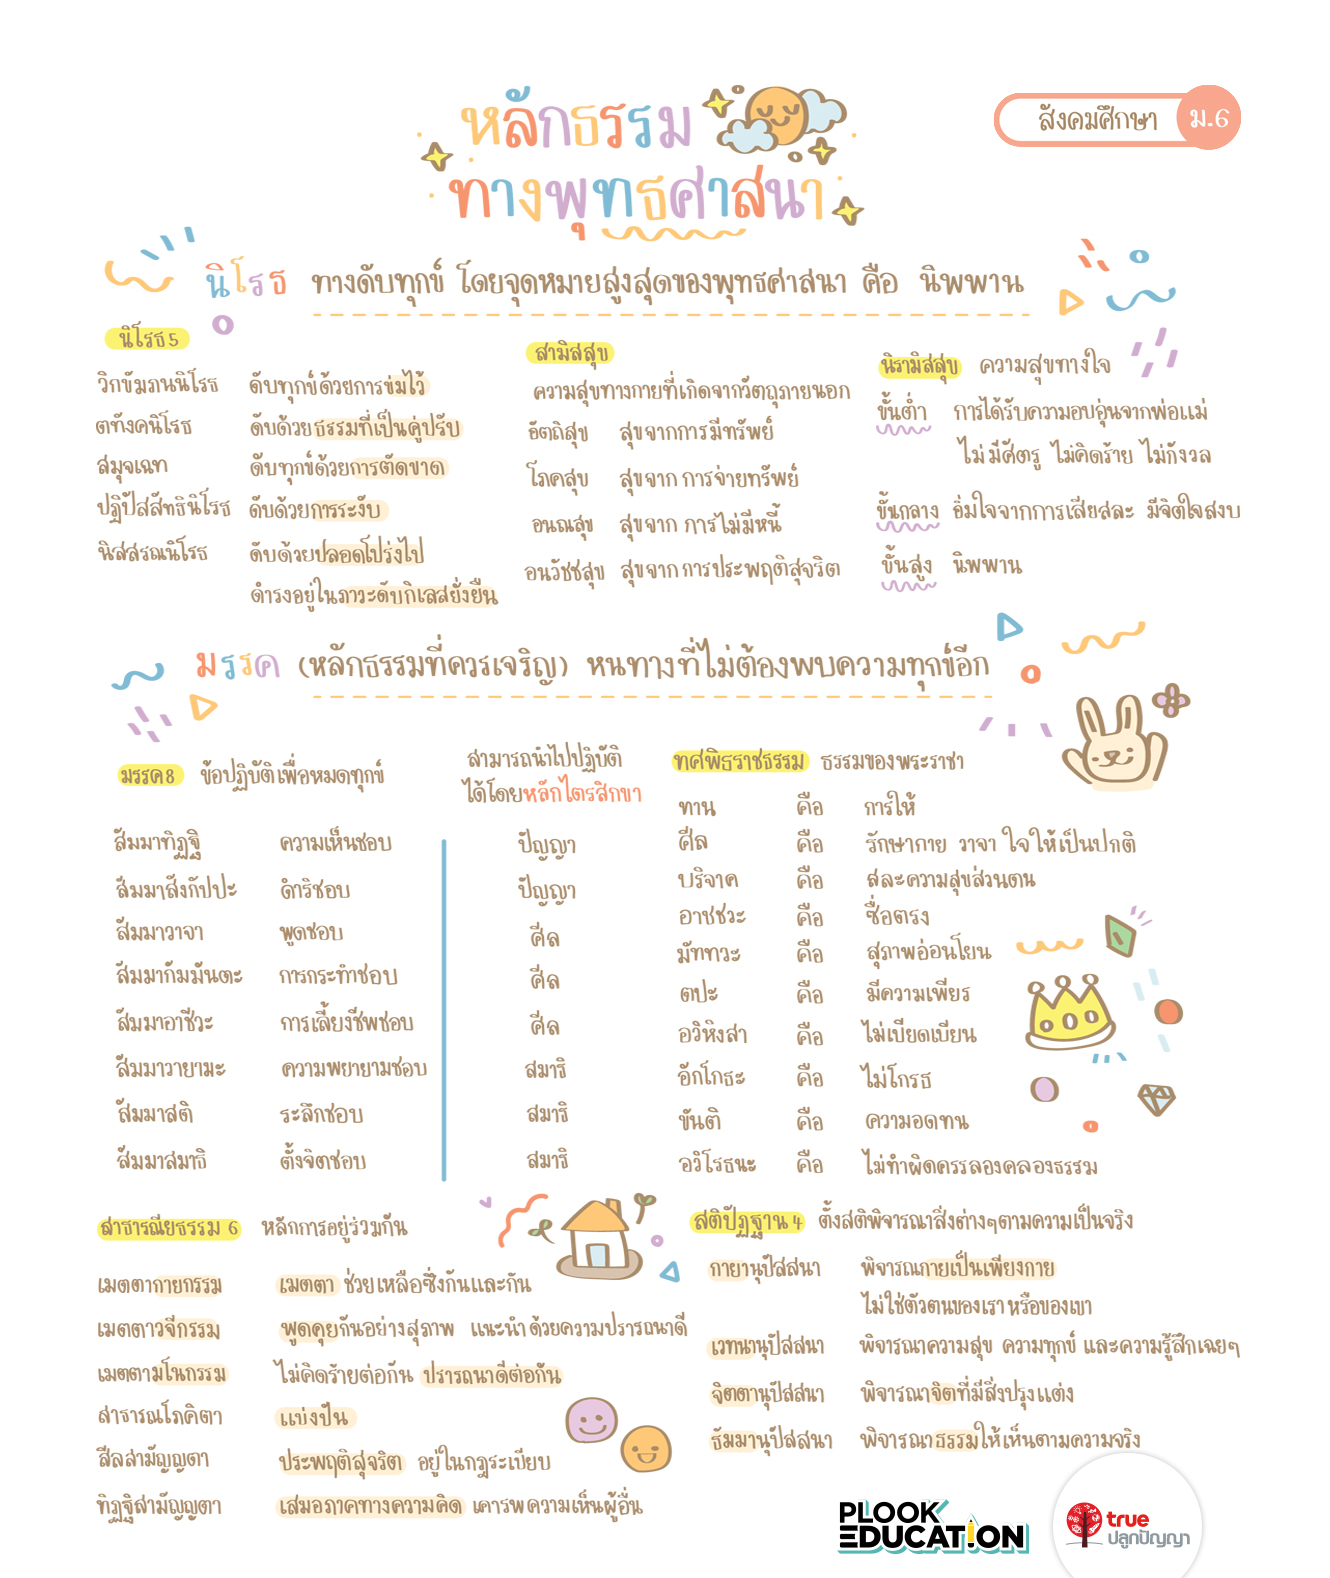 หลักธรรม
ทางพุทธศาสนา
สังคมศึกษา ม.6
นิโรธ ทางดับทุกข์ โดยจุดหมายสูงสุดของพุทธศาสนา คือ นิพพาน
นิโรธ 5
วิกขัมภนนิโรธ ดับทุกข์ด้วยการข่มไว้
ตทังคนิโรธ ดับด้วยธรรมที่เป็นคู่ปรับ
สมุจเฉท ดับทุกข์ด้วยการตัดขาด
ปฏิปัสสัทธินิโรธ ดับด้วยการระงับ
นิสสรณนิโรธ ดับด้วยปลอดโปร่งไป
ดำรงอยู่ในภาวะดับกิเลสยั่งยืน
สามิสสุข
ความสุขทางกายที่เกิดจากวัตถุภายนอก
อัตถิสุข สุขจากการมีทรัพย์
โภคสุข สุขจาก การจ่ายทรัพย์
อนณสุข สุขจาก การไม่มีหนี้
อนวัชชสุข สุขจาก การประพฤติสุจริต
นิรามิสสุข ความสุขทางใจ
ขั้นต่ำ การได้รับความอบอุ่นจากพ่อแม่
ไม่มีศัตรู ไม่คิดร้าย ไม่กังวล
ขั้นกลาง อิ่มใจจากการเสียสละ มีจิตใจสงบ
ขั้นสูง นิพพาน
มรรค (หลักธรรมที่ควรเจริญ) หนทางที่ไม่ต้องพบความทุกข์อีก
มรรค 8 ข้อปฏิบัติเพื่อหมดทุกข์
สามารถนำไปปฏิบัติ
ได้โดยหลักไตรสิกขา
สัมมาทิฏฐิ ความเห็นชอบ ปัญญา
สัมมาสังกัปปะ ดำริชอบ ปัญญา
สัมมาวาจา พูดชอบ ศีล
สัมมากัมมันตะ การกระทำชอบ ศีล
สัมมาอาชีวะ การเลี้ยงชีพชอบ ศีล
สัมมาวายามะ ความพยายามชอบ สมาธิ
สัมมาสติ ระลึกชอบ สมาธิ
สัมมาสมาธิ ตั้งจิตชอบ สมาธิ
ทศพิธราชธรรม ธรรมของพระราชา
ทาน คือ การให้
ศีล คือ รักษากาย วาจา ใจ ให้เป็นปกติ
บริจาค คือ สละความสุขส่วนตน
อาชชวะ คือ ซื่อตรง
มัททวะ คือ สุภาพอ่อนโยน
ตปะ คือ มีความเพียร
อวิหิงสา คือ ไม่เบียดเบียน
อักโกธะ คือ ไม่โกรธ
ขันติ คือ ความอดทน
อวิโรธนะ คือ ไม่ทำผิดครรลองคลองธรรม
สาธารณียธรรม 6 หลักการอยู่ร่วมกัน
เมตตากายกรรม เมตตา ช่วยเหลือซึ่งกันและกัน
เมตตาวจีกรรม พูดคุยกันอย่างสุภาพ แนะนำด้วยความปรารถนาดี
เมตตามโนกรรม ไม่คิดร้ายต่อกัน ปรารถนาดีต่อกัน
สาธารณโภคิตา แบ่งปัน
สีลสามัญญตา ประพฤติสุจริต อยู่ในกฎระเบียบ
ทิฏฐิสามัญญตา เสมอภาคทางความคิด เคารพความเห็นผู้อื่น
สติปัฏฐาน 4 ตั้งสติพิจารณาสิ่งต่างๆตามความเป็นจริง
กายานุปัสสนา พิจารณกายเป็นเพียงกาย
ไม่ใช่ตัวตนของเรา หรือของเขา
เวทนานุปัสสนา พิจารณาความสุข ความทุกข์ และความรู้สึกเฉยๆ
จิตตานุปัสสนา พิจารณาจิตที่มีสิ่งปรุงแต่ง
ธัมมานุปัสสนา พิจารณาธรรมให้เห็นตามความจริง
PLOOK
EDUCATION
true
ปลูกปัญญา